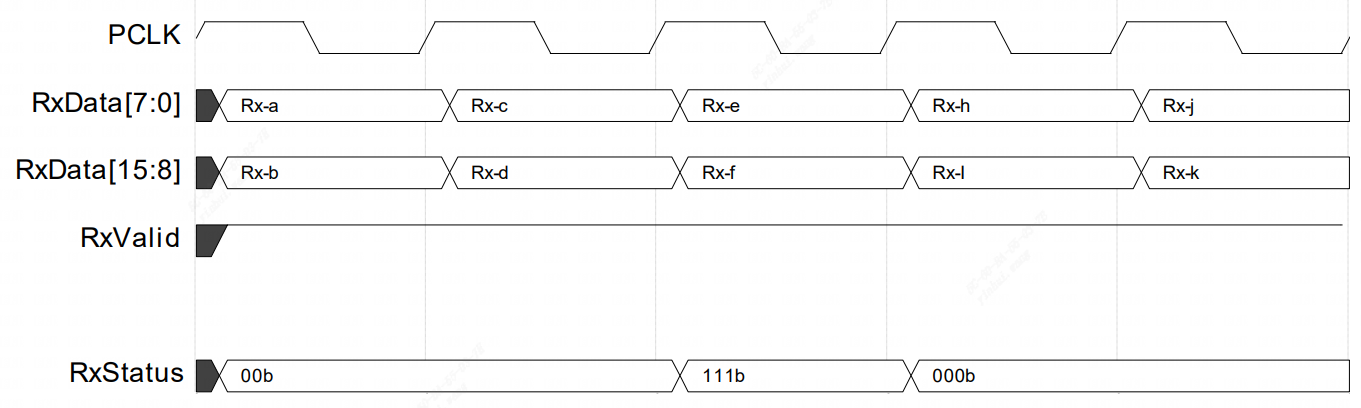 PCLK
RxData[7:0] Rx-a Rx-c Rx-e Rx-h Rx-j
RxData[15:8] Rx-b Rx-d Rx-f Rx-l Rx-k
RxValid
RxStatus 00b 111b 000b